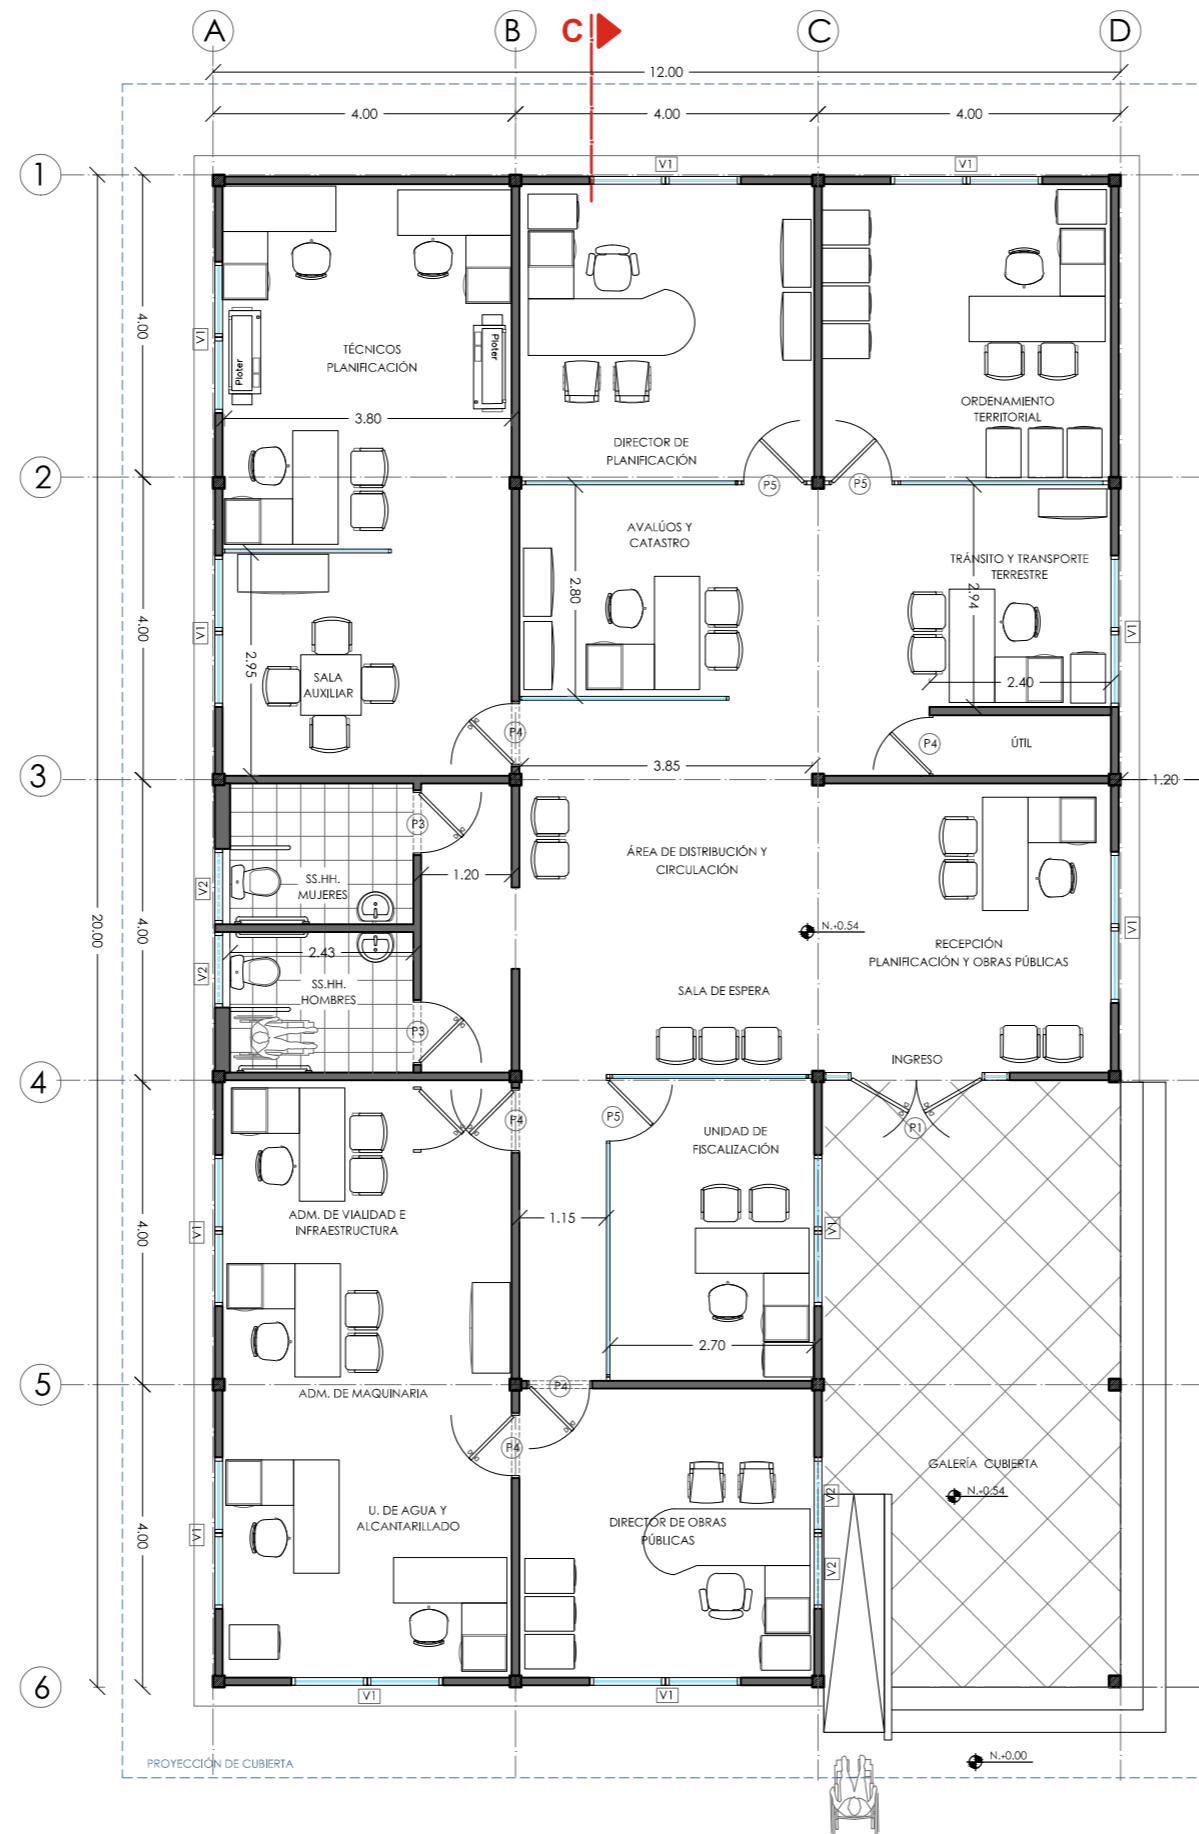 A
B
C
C
D
12.00
4.00
4.00
4.00
1
V1
V1
4.00
V1
Ploter
Ploter
TÉCNICOS
PLANIFICACIÓN
3.80
DIRECTOR DE
PLANIFICACIÓN
ORDENAMIENTO
TERRITORIAL
2
P5
P5
AVALÚOS Y
CATASTRO
TRÁNSITO Y TRANSPORTE
TERRESTRE
2.80
2.94
4.00
V1
V1
2.95
SALA
AUXILIAR
2.40
P4
P4
ÚTIL
3
3.85
1.20
P3
ÁREA DE DISTRIBUCIÓN Y
CIRCULACIÓN
SS.HH.
MUJERES
1.20
V2
20.00
4.00
V1
N.+0.54
RECEPCIÓN
PLANIFICACIÓN Y OBRAS PÚBLICAS
2.43
V2
SS.HH.
HOMBRES
SALA DE ESPERA
P3
INGRESO
4
P4
P5
P1
UNIDAD DE
FISCALIZACIÓN
ADM. DE VIALIDAD E
INFRAESTRUCTURA
1.15
4.00
V1
V1
2.70
5
ADM. DE MAQUINARIA
P4
P4
GALERÍA CUBIERTA
N.+0.54
V2
U. DE AGUA Y
ALCANTARILLADO
DIRECTOR DE OBRAS
PÚBLICAS
4.00
V1
V2
6
V1
V1
PROYECCIÓN DE CUBIERTA
N.+0.00